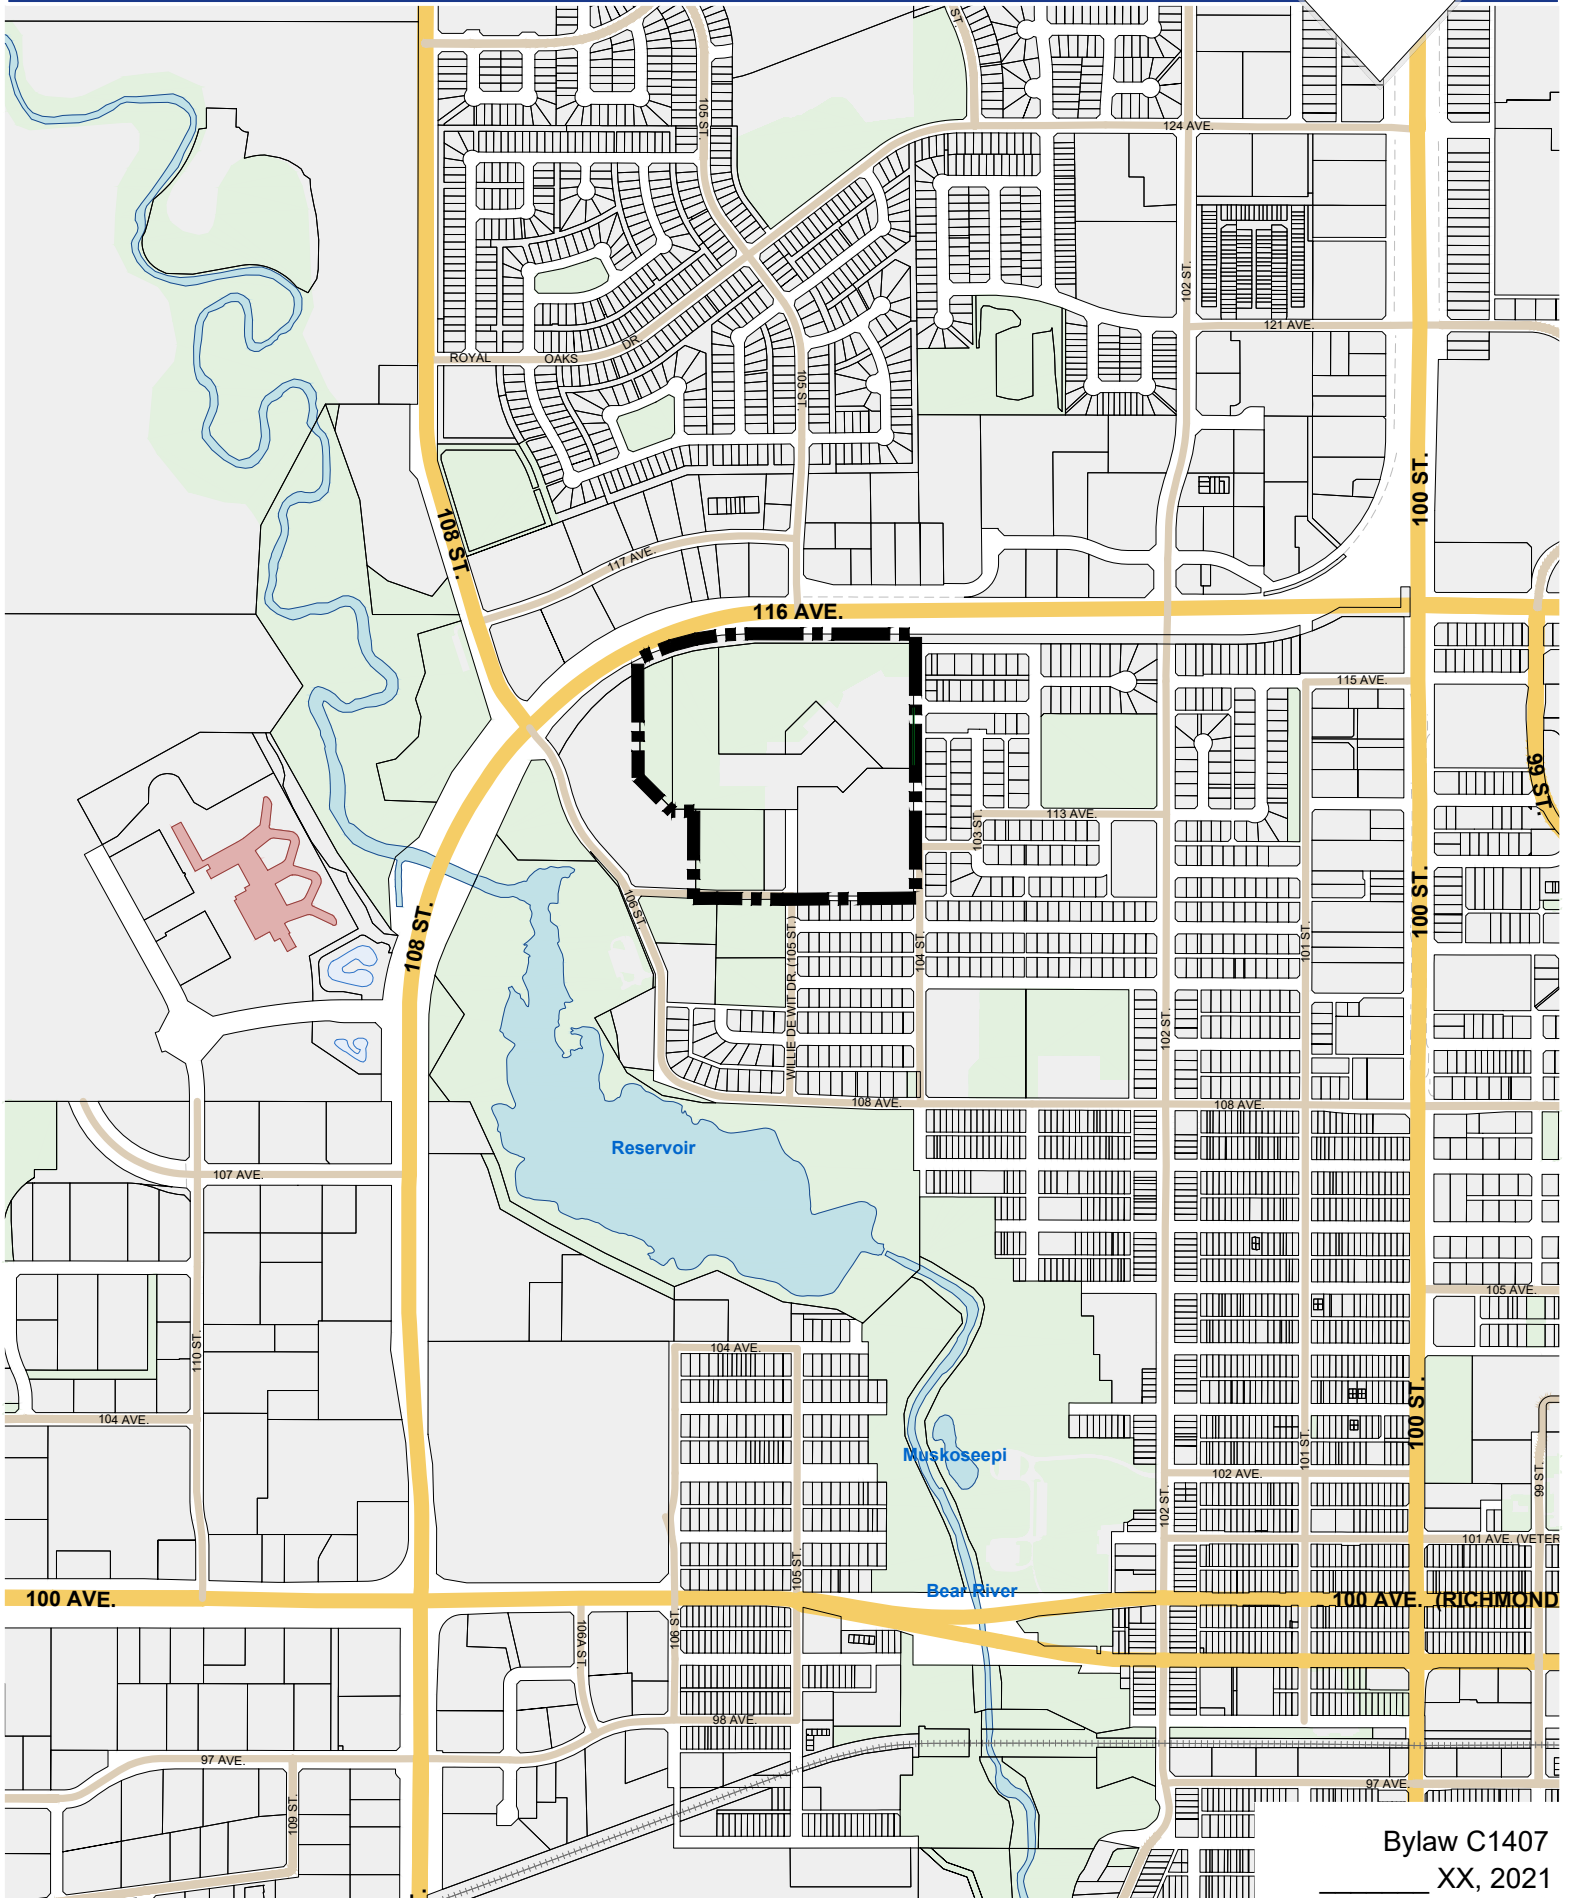 ST.
105 ST.
124 AVE.
102 ST.
121 AVE.
ROYAL OAKS DR.
105 ST.
100 ST.
108 ST.
117 AVE.
116 AVE.
115 AVE.
99 ST.
113 AVE.
103 ST.
106 ST.
100 ST.
108 ST.
WILLIE DE WIT DR. (105 ST.)
104 ST.
101 ST.
102 ST.
108 AVE.
108 AVE.
Reservoir
107 AVE.
105 AVE.
110 ST.
104 AVE.
104 AVE.
100 ST.
Muskoseepi
101 ST.
102 AVE.
99 ST.
102 ST.
101 AVE. (VETER
105 ST.
Bear River
100 AVE.
100 AVE. (RICHMOND
106A ST.
106 ST.
98 AVE.
97 AVE.
97 AVE.
109 ST.
Bylaw C1407
_______ XX, 2021